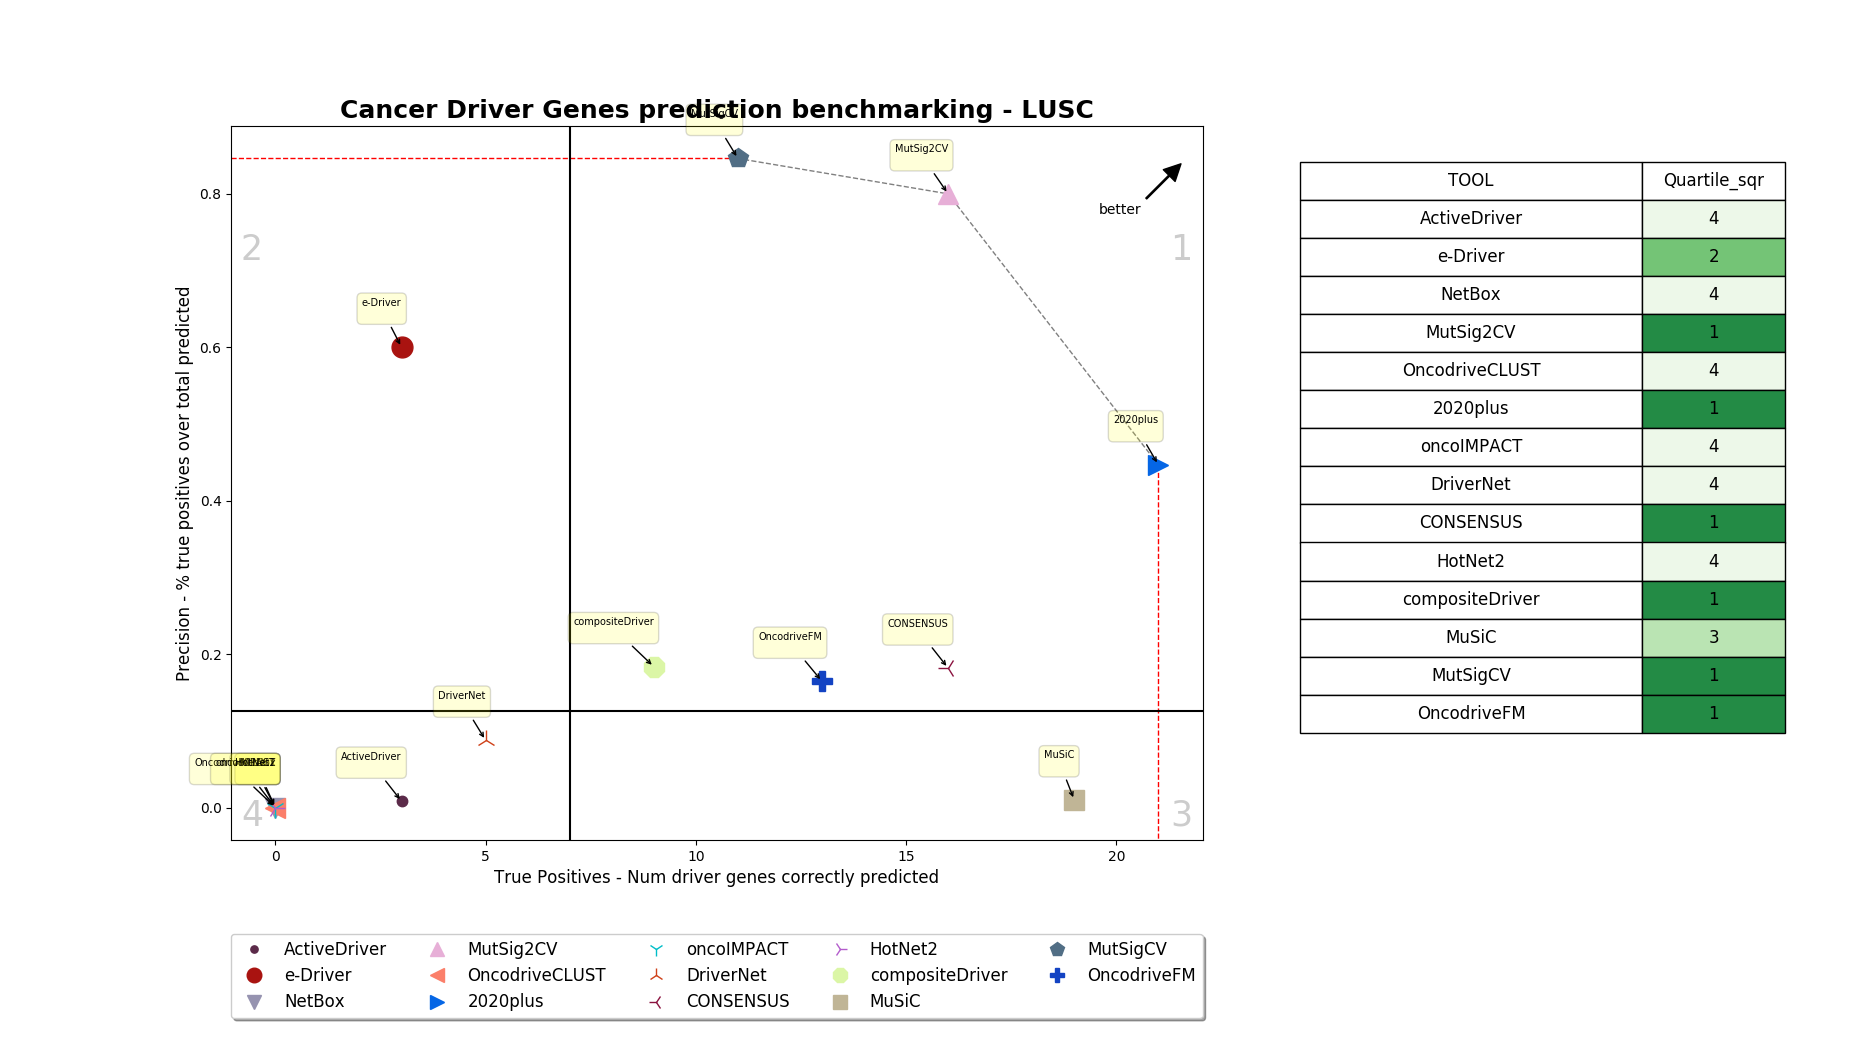 Cancer Driver Genes prediction benchmarking - LUSC
MutSigCV
MutSig2CV
better
2
1
e-Driver
2020plus
compositeDriver
OncodriveFM
CONSENSUS
DriverNet
ActiveDriver
MuSiC
4
3
0.8
0.6
0.4
0.2
0.0
Precision - % true positives over total predicted
0 5 10 15 20
True Positives - Num driver genes correctly predicted
ActiveDriver MutSig2CV oncoIMPACT HotNet2 MutSigCV
e-Driver OncodriveCLUST DriverNet compositeDriver OncodriveFM
NetBox 2020plus CONSENSUS MuSiC
TOOL Quartile_sqr
ActiveDriver 4
e-Driver 2
NetBox 4
MutSig2CV 1
OncodriveCLUST 4
2020plus 1
oncoIMPACT 4
DriverNet 4
CONSENSUS 1
HotNet2 4
compositeDriver 1
MuSiC 3
MutSigCV 1
OncodriveFM 1